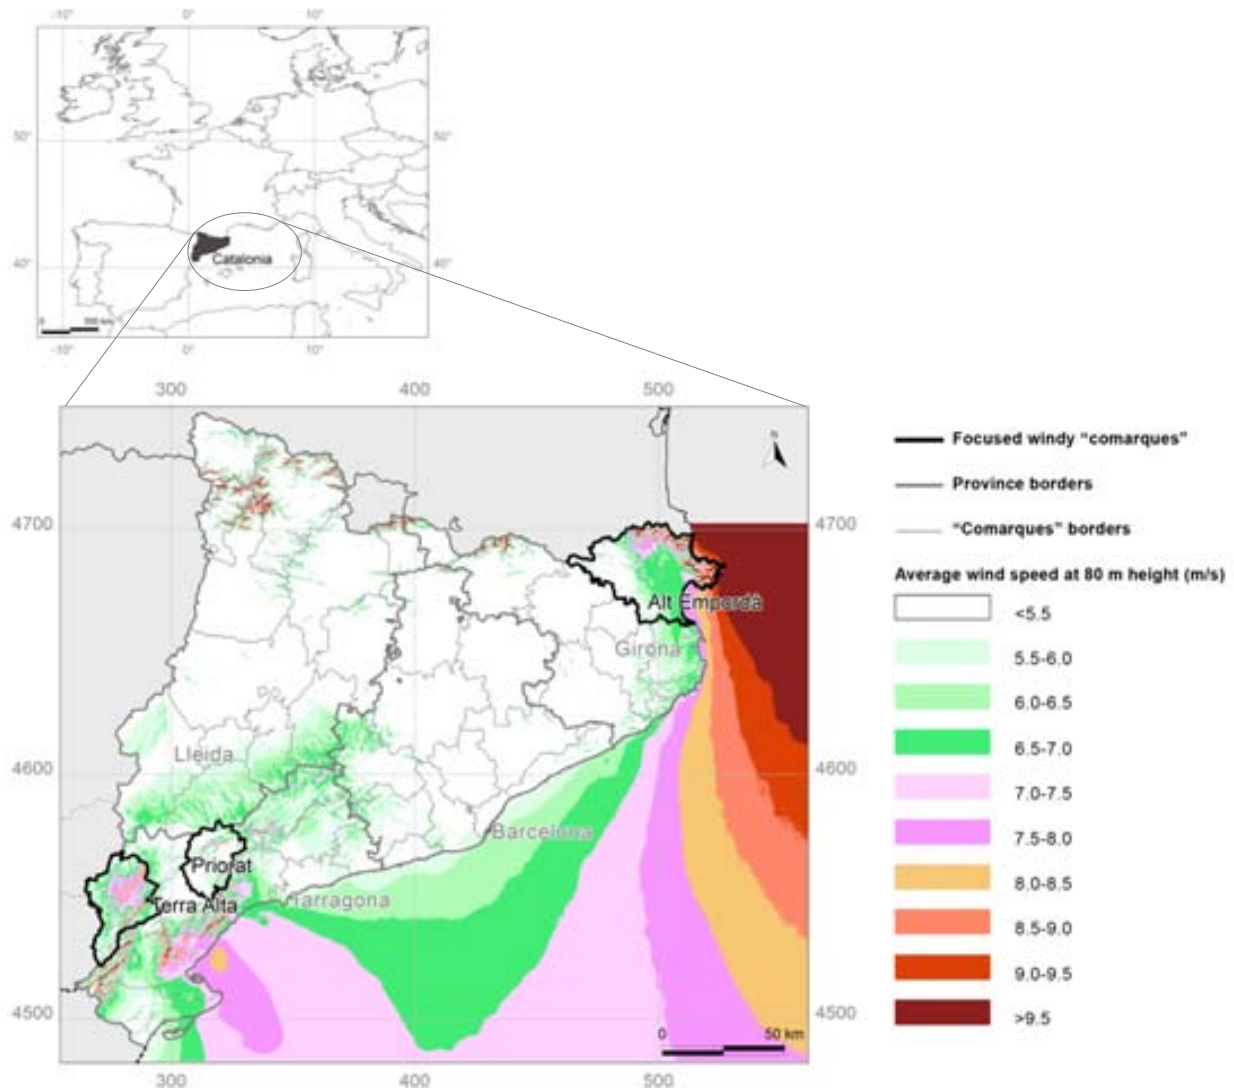 -10° 0° 10°
50° 50°
Catalonia
40° 40°
0 500 km
-10° 0° 10°
300 400 500
N
Focused windy “comarques”
Province borders
4700 4700
“Comarques” borders
Average wind speed at 80 m height (m/s)
Alt Empordà
<5.5
Girona
5.5-6.0
6.0-6.5
Lleida
6.5-7.0
4600 4600
7.0-7.5
Barcelona
7.5-8.0
Priorat
8.0-8.5
Terra Alta
Tarragona
8.5-9.0
9.0-9.5
4500 4500
>9.5
0 50 km
300 400 500